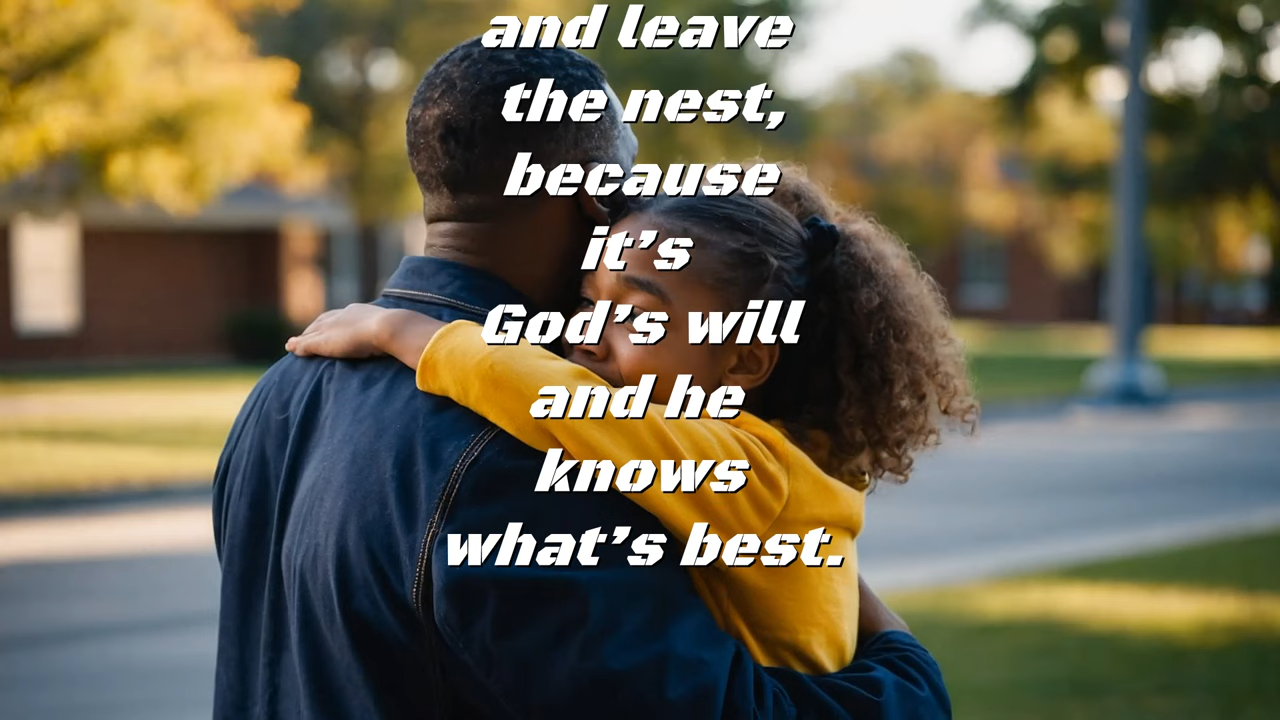 and leave
the nest,
because
it’s
God’s will
and he
knows
what’s best.